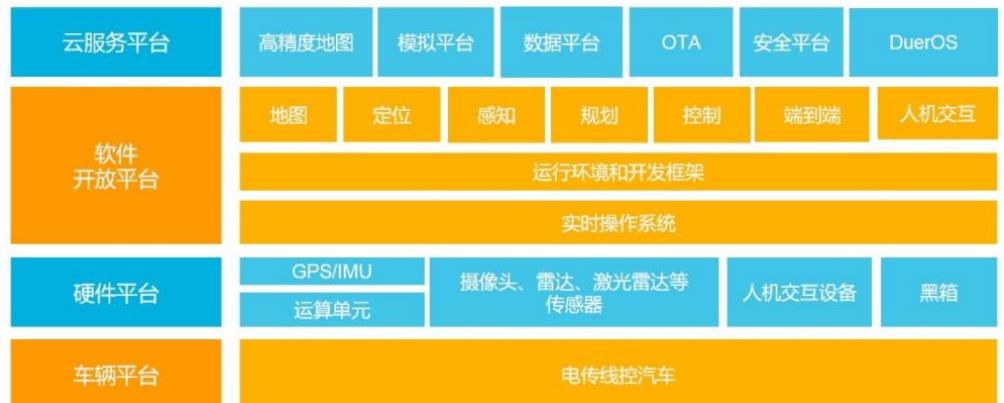 云服务平台
高精度地图
模拟平台
数据平台
OTA
安全平台
DuerOS
软件
开放平台
地图
定位
感知
规划
控制
端到端
人机交互
运行环境和开发框架
实时操作系统
硬件平台
GPS/IMU
运算单元
摄像头、雷达、激光雷达等
传感器
人机交互设备
黑箱
车辆平台
电传线控汽车